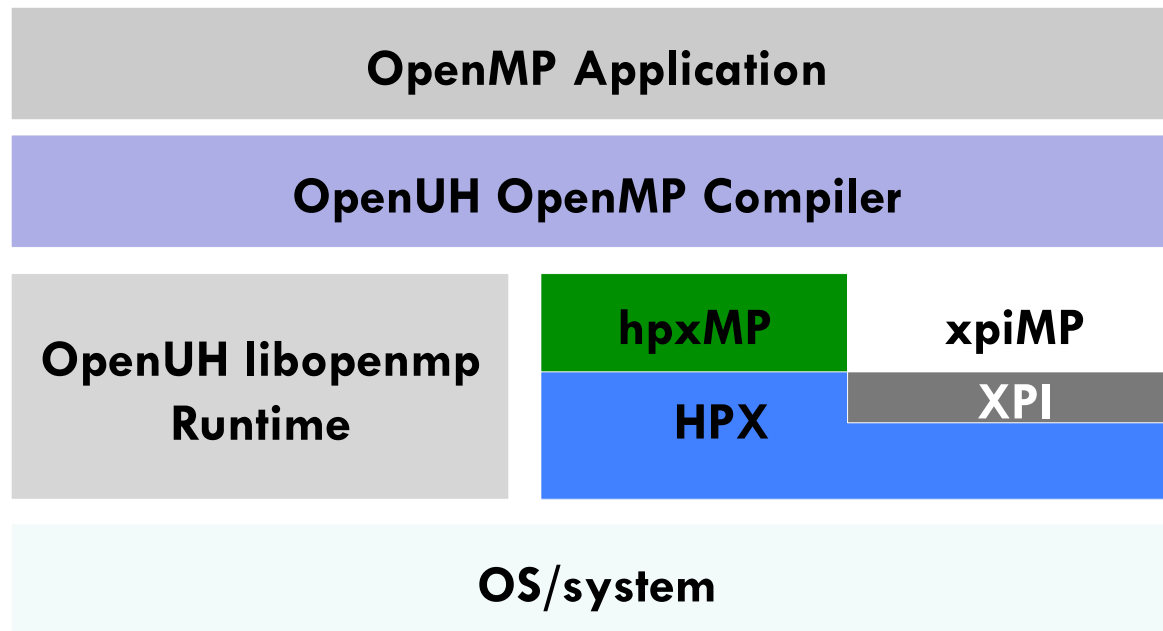 OpenMP Application
OpenUH OpenMP Compiler
OpenUH libopenmp
Runtime
hpxMP
xpiMP
HPX
XPI
OS/system